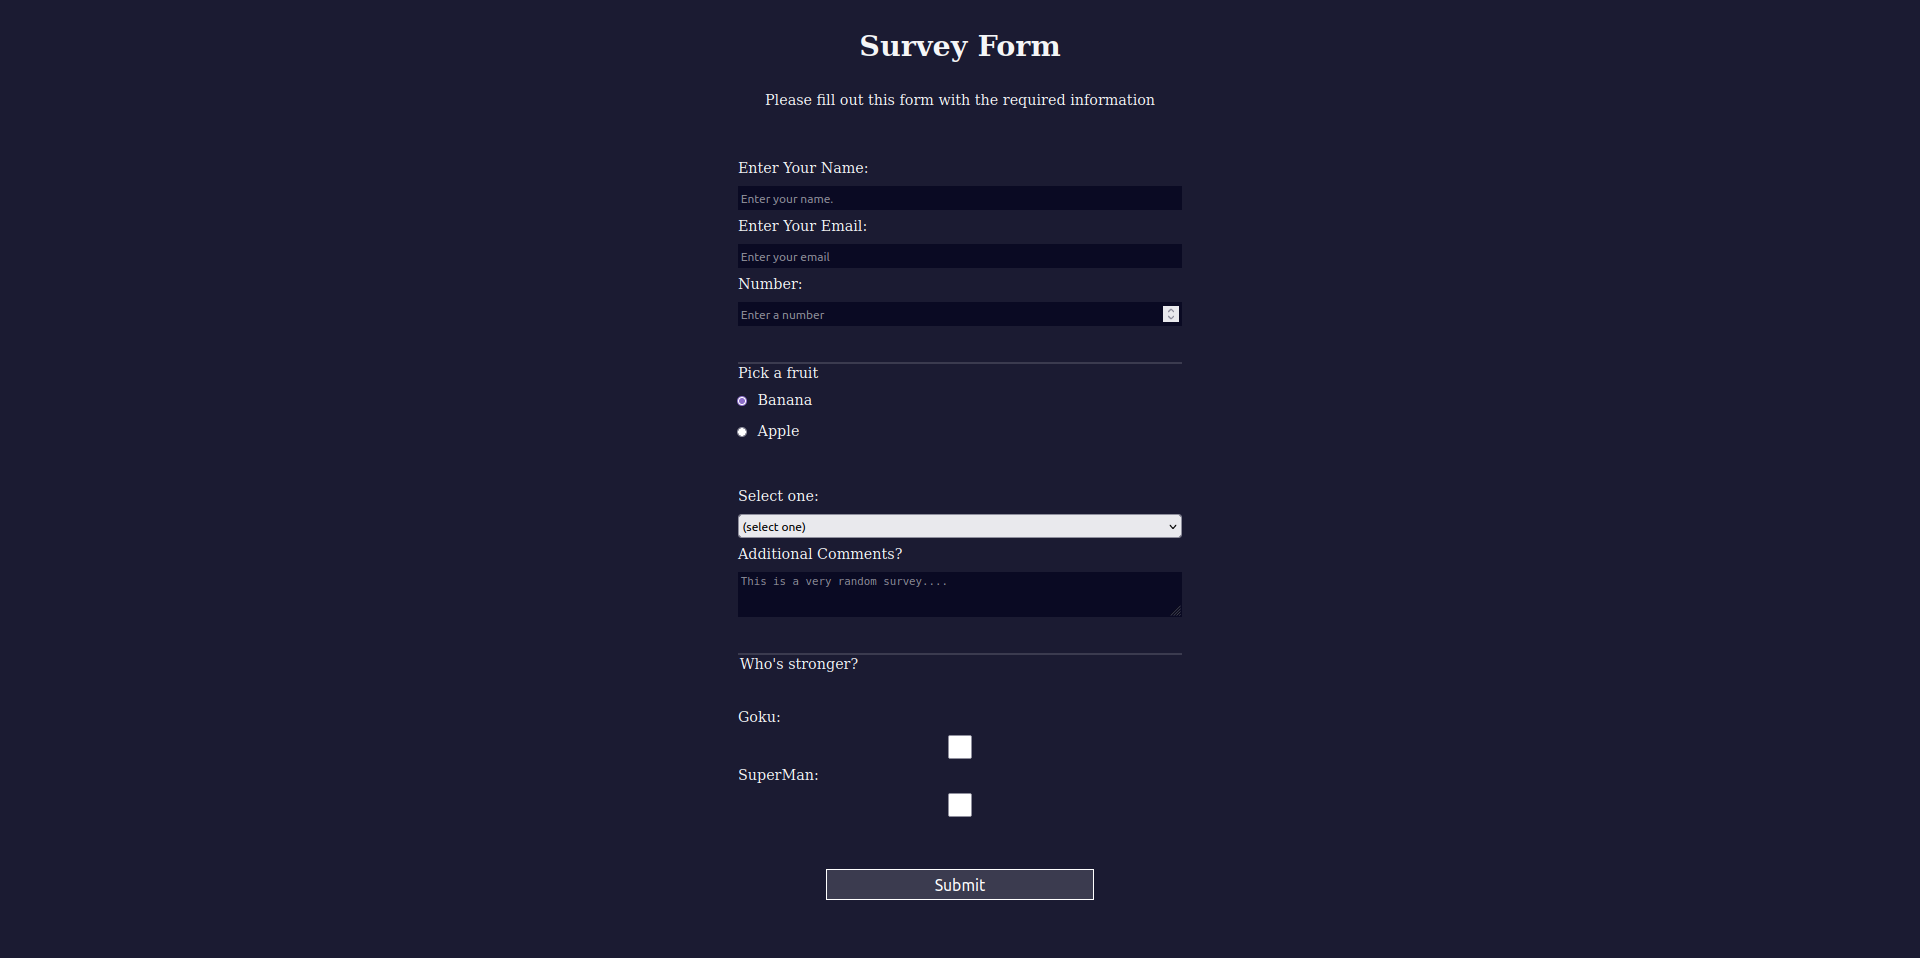 Survey Form
Please fill out this form with the required information
Enter Your Name:
Enter your name.
Enter Your Email:
Enter your email
Number:
Enter a number
Pick a fruit
Banana
Apple
Select one:
(select one)
Additional Comments?
This is a very random survey....
Who's stronger?
Goku:
SuperMan:
Submit